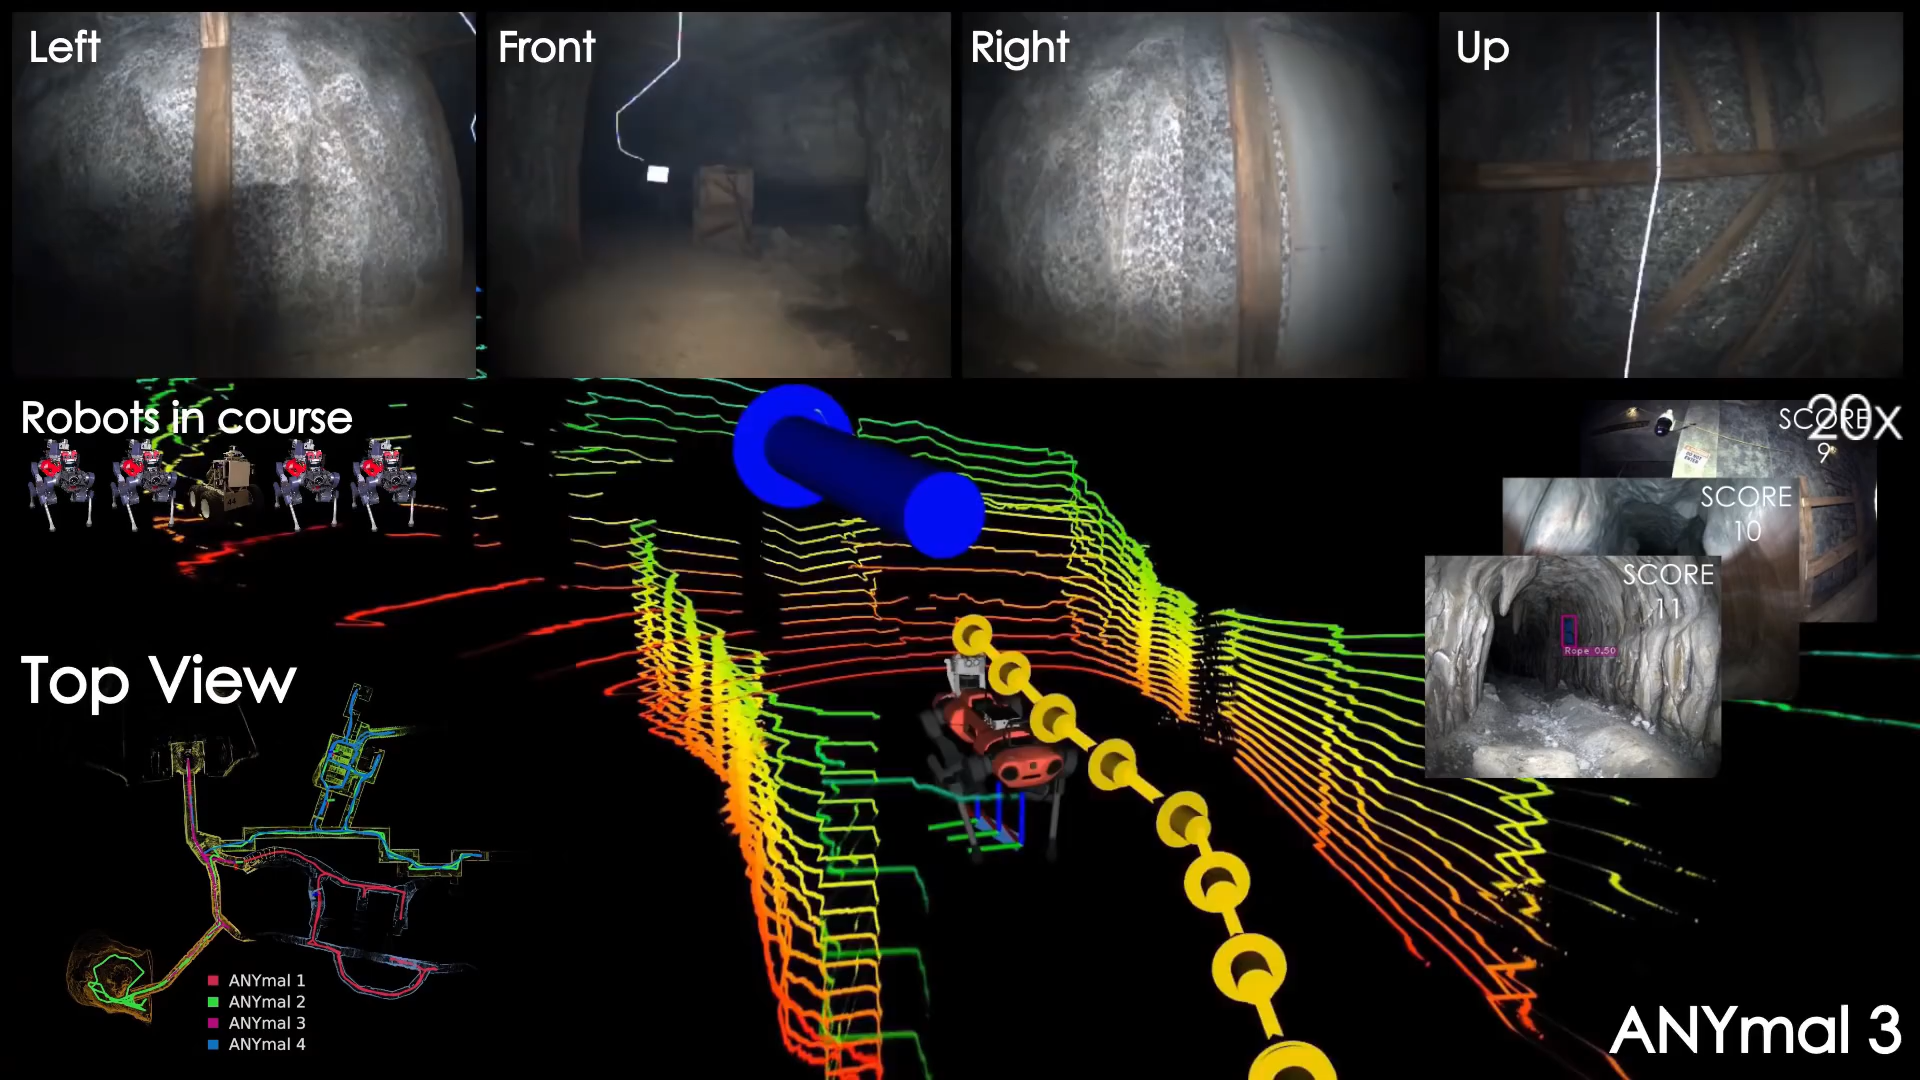 Left
Front
Right
Up
Robots in course
20x
SCORE
9
SCORE
10
SCORE
11
Rope 0.50
Top View
ANYmal 1
ANYmal 2
ANYmal 3
ANYmal 4
ANYmal 3